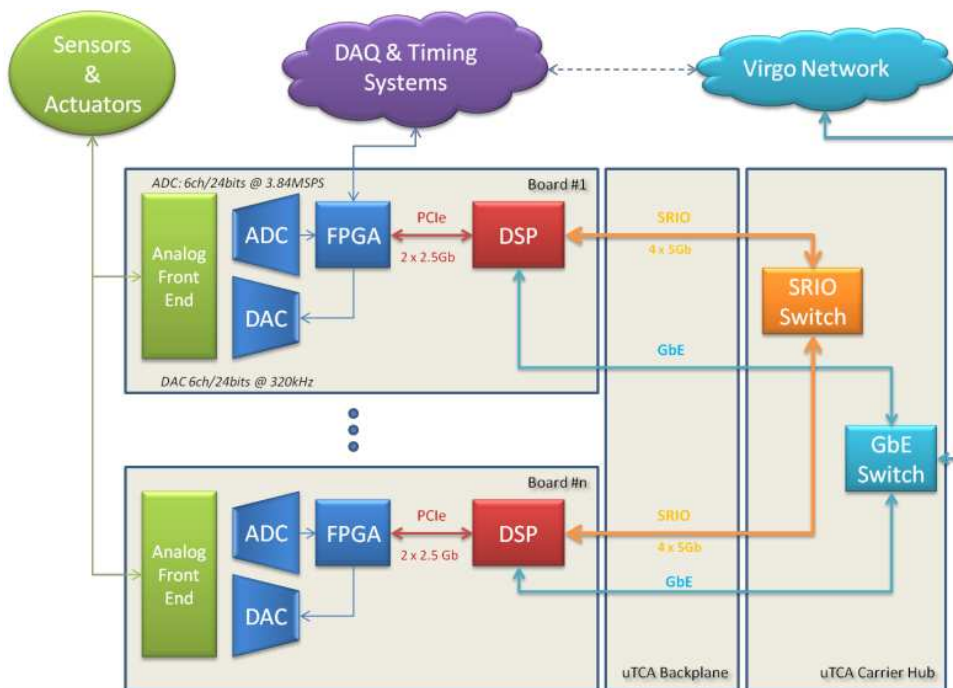 Sensors
&
Actuators
DAQ & Timing
Systems
Virgo Network
ADC: 6ch/24bits @ 3.84MSPS
Board #1
Analog
Front
End
ADC
FPGA
PCIe
2 x 2.5Gb
DSP
SRIO
4 x 5Gb
SRIO
Switch
DAC
GbE
DAC 6ch/24bits @ 320kHz
GbE
Switch
Board #n
Analog
Front
End
ADC
FPGA
PCIe
2 x 2.5 Gb
DSP
SRIO
4 x 5Gb
GbE
DAC
uTCA Backplane
uTCA Carrier Hub